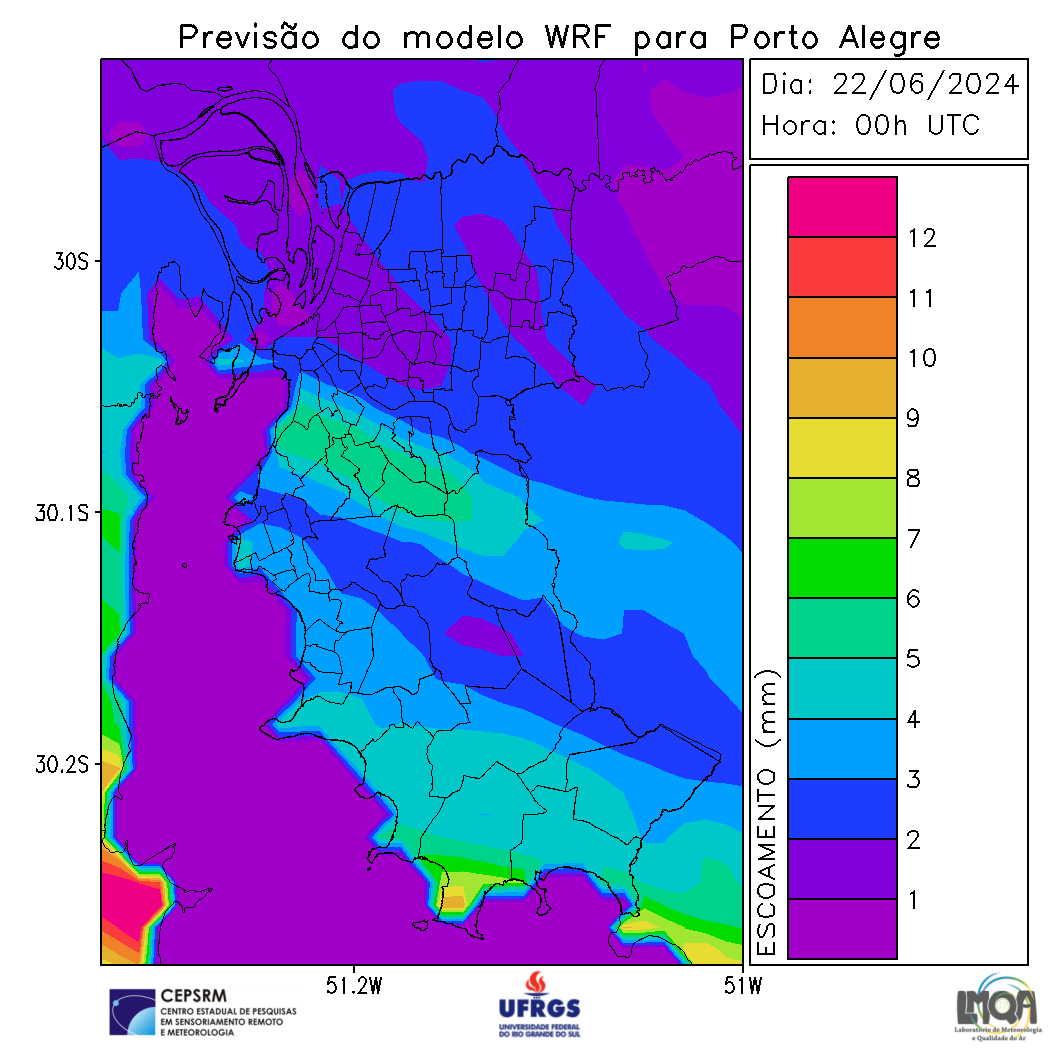 Previsão do modelo WRF para Porto Alegre
Dia: 22/06/2024
Hora: 00h UTC
30S
30.1S
30.2S
51.2W
51W
ESCOAMENTO (mm)
12
11
10
9
8
7
6
5
4
3
2
1
CEPSRM
CENTRO ESTADUAL DE PESQUISAS
EM SENSORIAMENTO REMOTO
E METEOROLOGIA
UFRGS
UNIVERSIDADE FEDERAL
DO RIO GRANDE DO SUL
LMQA
Laboratório de Meteorologia
e Qualidade do Ar